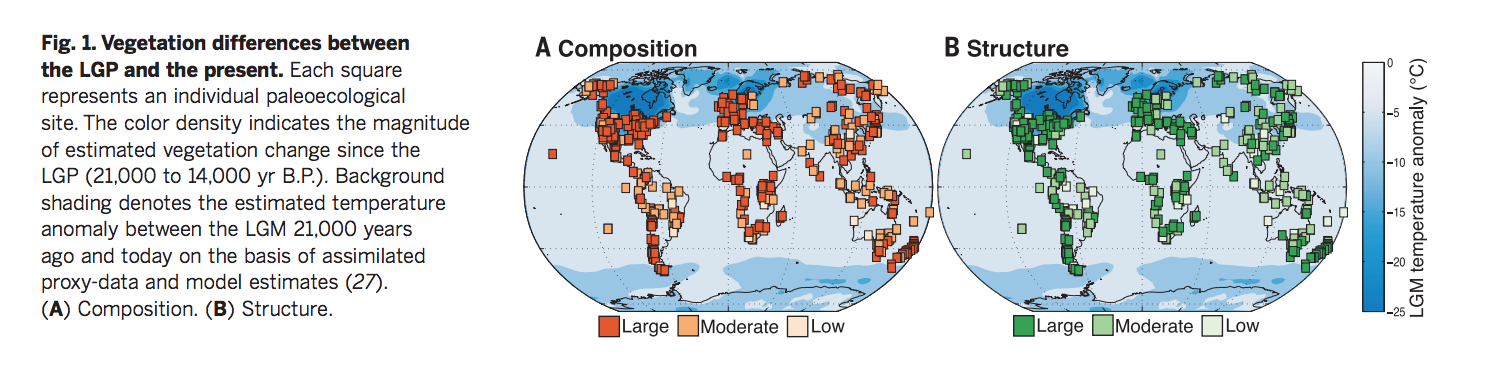 Fig. 1. Vegetation differences between
the LGP and the present. Each square
represents an individual paleoecological
site. The color density indicates the magnitude
of estimated vegetation change since the
LGP (21,000 to 14,000 yr B.P.). Background
shading denotes the estimated temperature
anomaly between the LGM 21,000 years
ago and today on the basis of assimilated
proxy-data and model estimates (27).
(A) Composition. (B) Structure.
A Composition
Large Moderate Low
B Structure
Large Moderate Low
0
−5
−10
−15
−20
−25
LGM temperature anomaly (°C)